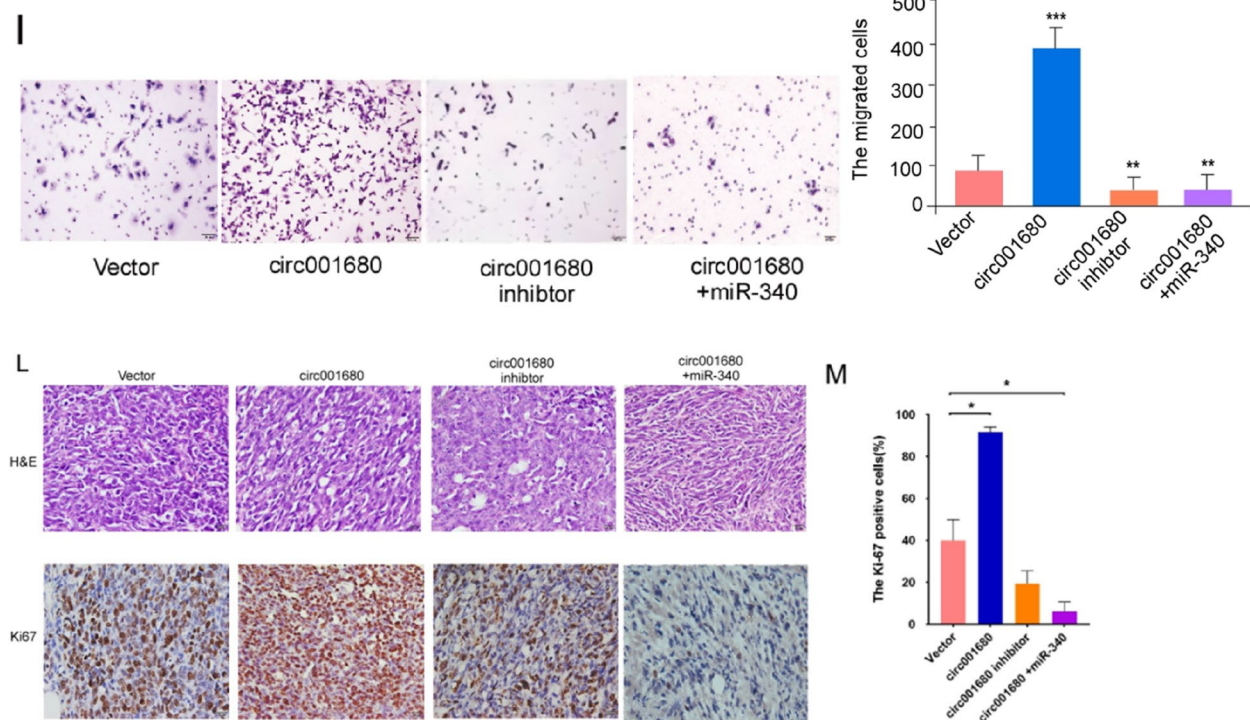 I
Vector
circ001680
circ001680
inhibtor
circ001680
+miR-340
The migrated cells
500
400
300
200
100
0
***
**
**
Vector
circ001680
circ001680
inhibtor
circ001680
+miR-340
L
Vector
circ001680
circ001680
inhibtor
circ001680
+miR-340
H&E
Ki67
M
*
*
The Ki-67 positive cells(%)
100
80
60
40
20
0
Vector
circ001680
circ001680 inhibitor
circ001680 +miR-340